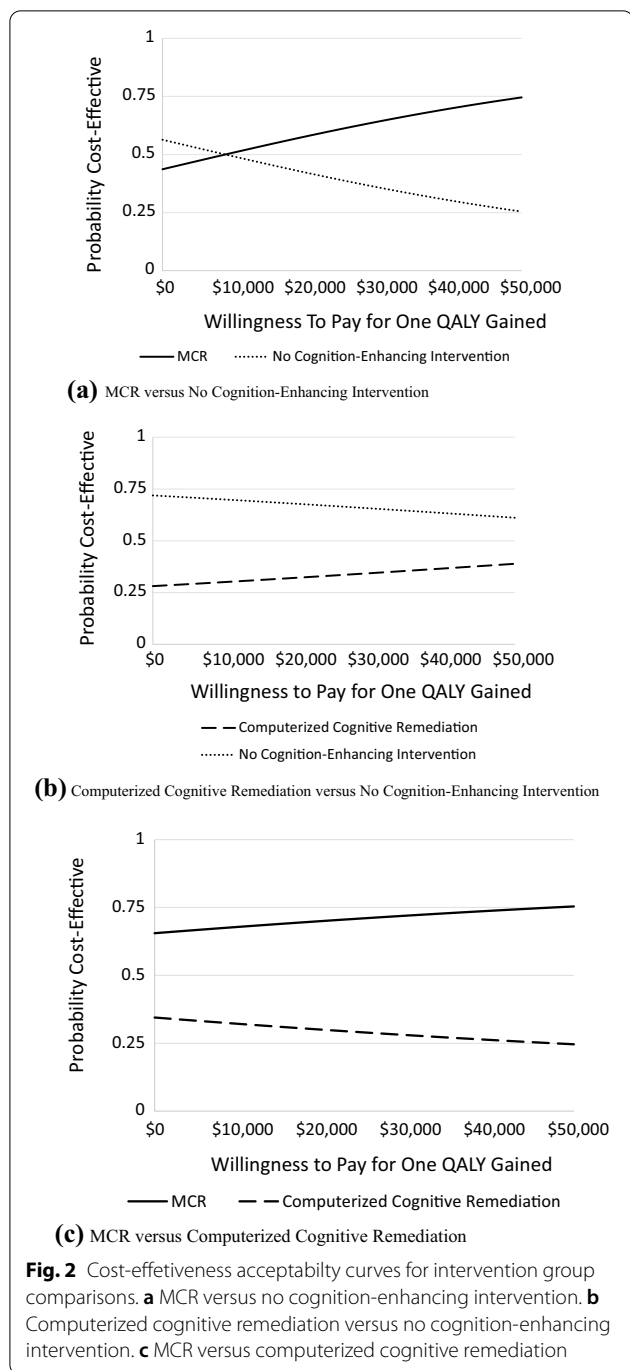 1
0.75
0.5
0.25
0
Probability Cost-Effective
$0 $10,000 $20,000 $30,000 $40,000 $50,000
Willingness To Pay for One QALY Gained
MCR No Cognition-Enhancing Intervention
(a) MCR versus No Cognition-Enhancing Intervention
1
0.75
0.5
0.25
0
Probability Cost-Effective
$0 $10,000 $20,000 $30,000 $40,000 $50,000
Willingness to Pay for One QALY Gained
Computerized Cognitive Remediation
No Cognition-Enhancing Intervention
(b) Computerized Cognitive Remediation versus No Cognition-Enhancing Intervention
1
0.75
0.5
0.25
0
Probability Cost-Effective
$0 $10,000 $20,000 $30,000 $40,000 $50,000
Willingness to Pay for One QALY Gained
MCR Computerized Cognitive Remediation
(c) MCR versus Computerized Cognitive Remediation
Fig. 2 Cost-effetiveness acceptabilty curves for intervention group
comparisons. a MCR versus no cognition-enhancing intervention. b
Computerized cognitive remediation versus no cognition-enhancing
intervention. c MCR versus computerized cognitive remediation